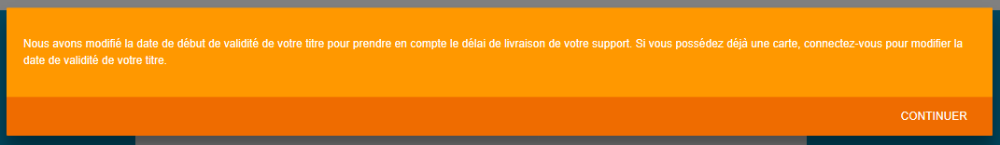 Nous avons modifié la date de début de validité de votre titre pour prendre en compte le délai de livraison de votre support. Si vous possédez déjà une carte, connectez-vous pour modifier la
date de validité de votre titre.
CONTINUER